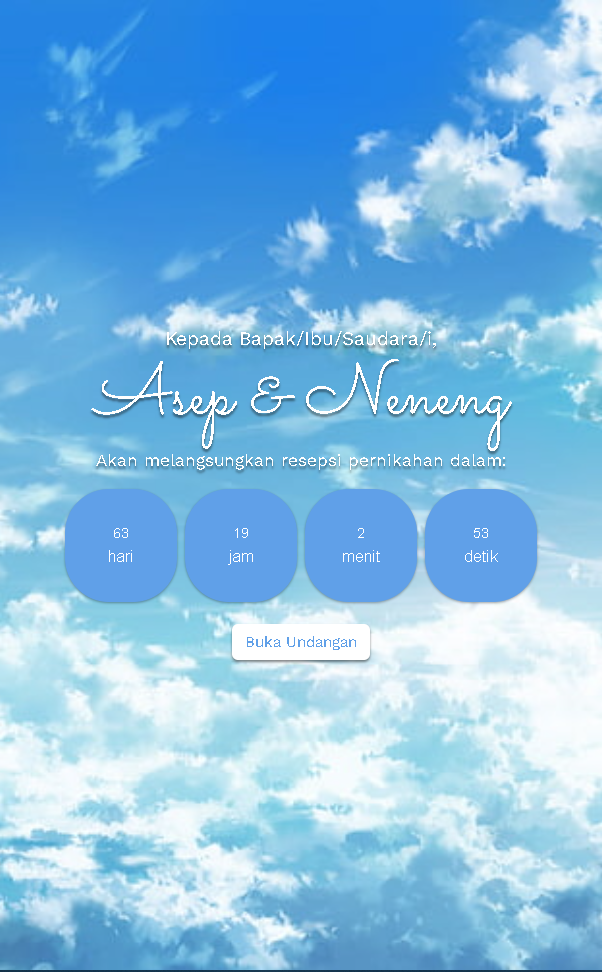 Kepada Bapak/Ibu/Saudara/i,
Asep & Neneng
Akan melangsungkan resepsi pernikahan dalam:
63 19 2 53
hari jam menit detik
Buka Undangan